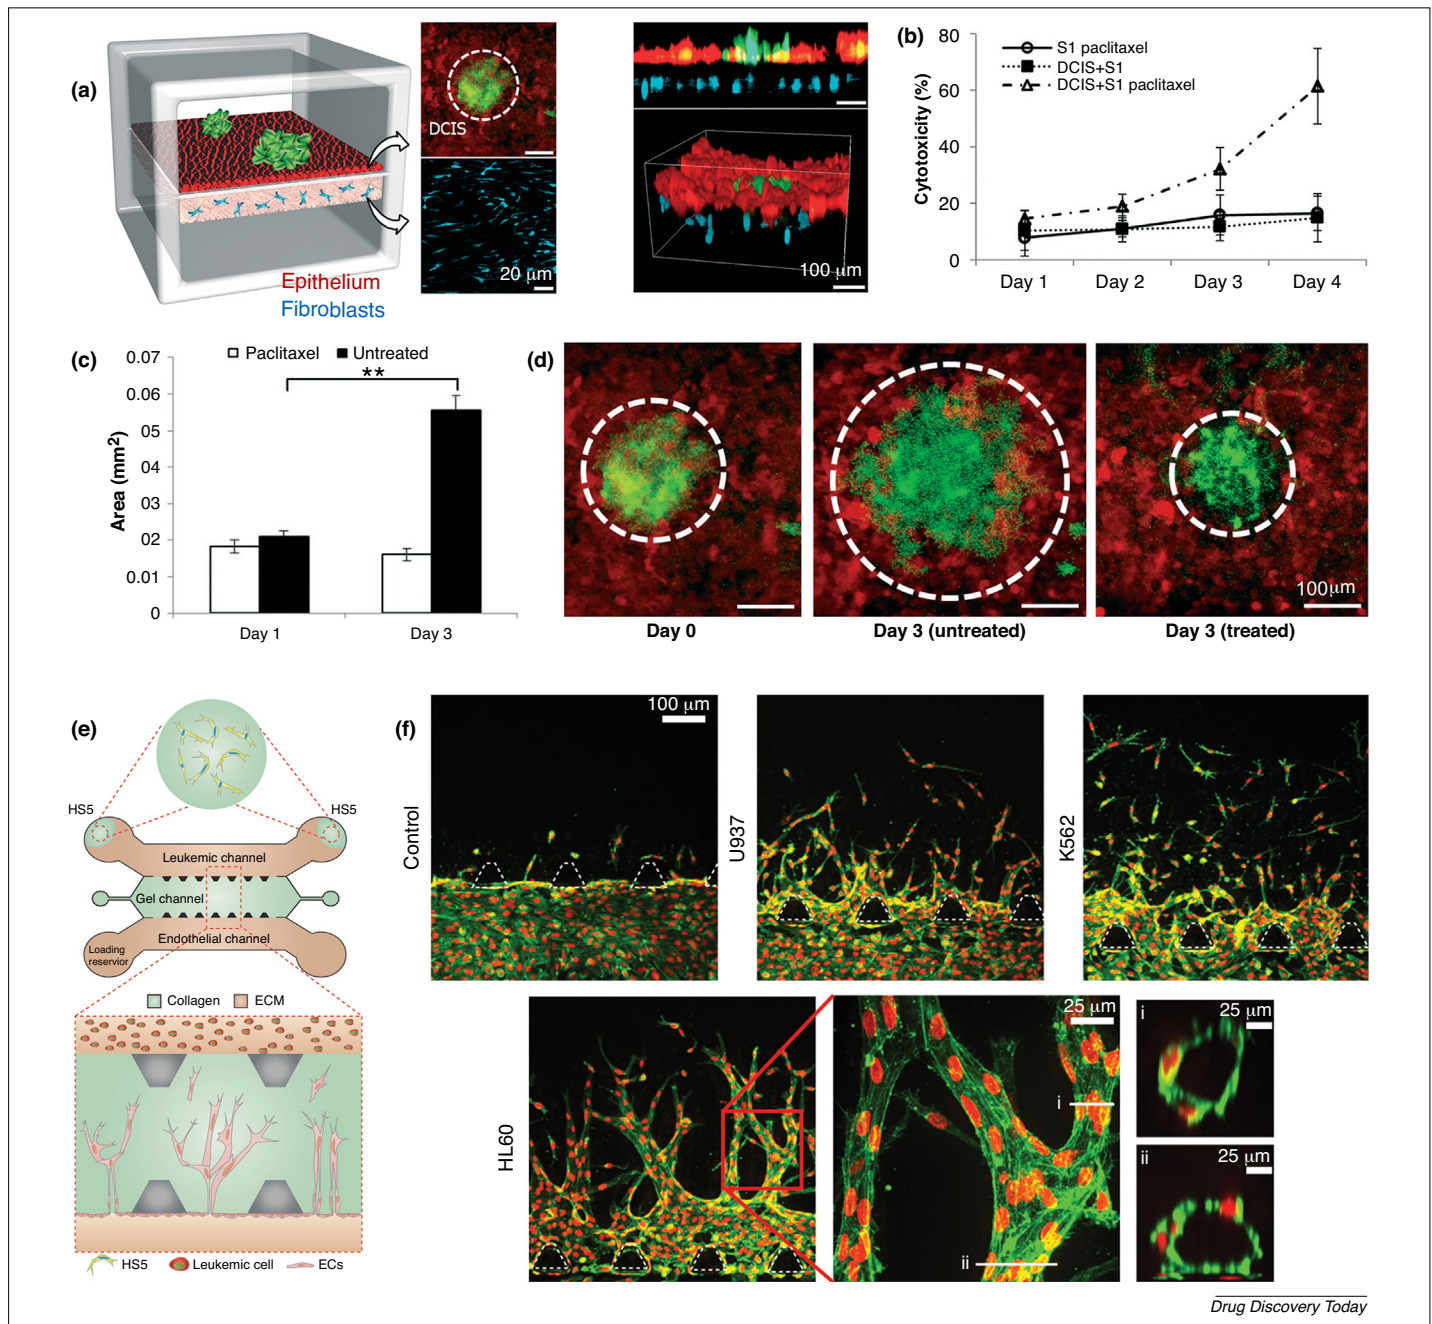 (a)
DCIS
20 μm
Epithelium
Fibroblasts
100 μm
(b)
Cytotoxicity (%)
80
60
40
20
0
S1 paclitaxel
DCIS+S1
DCIS+S1 paclitaxel
Day 1 Day 2 Day 3 Day 4
(c)
Area (mm²)
Paclitaxel Untreated
**
0.07
0.06
05
04
03
02
0.01
0
Day 1 Day 3
(d)
100μm
Day 0 Day 3 (untreated) Day 3 (treated)
(e)
HS5 HS5
Leukemic channel
Gel channel
Endothelial channel
Loading
reservior
Collagen ECM
HS5 Leukemic cell ECs
(f)
Control
100 μm
U937
K562
HL60
25 μm
i
ii
i
25 μm
ii
25 μm
Drug Discovery Today